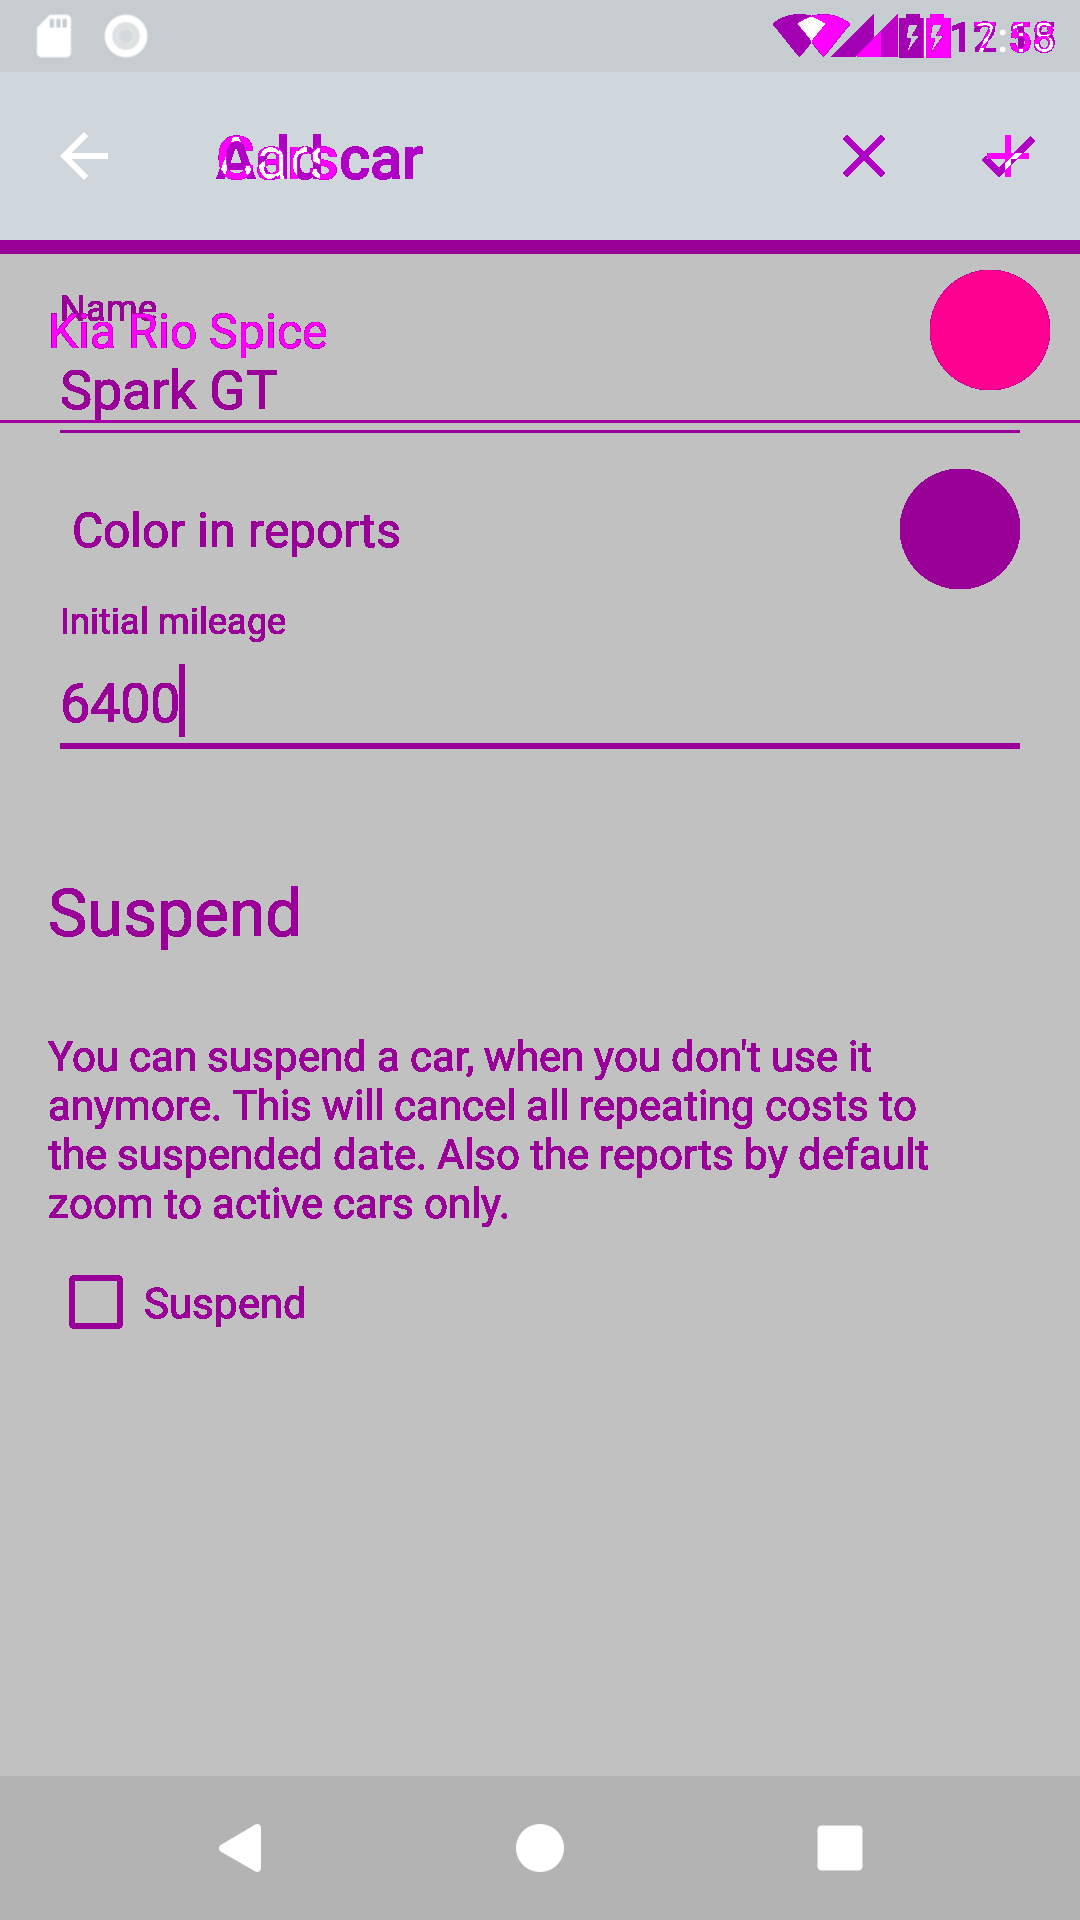 Add car
Cars
Name
Kia Rio Spice
Spark GT
Color in reports
Initial mileage
6400
Suspend
You can suspend a car, when you don't use it
anymore. This will cancel all repeating costs to
the suspended date. Also the reports by default
zoom to active cars only.
Suspend